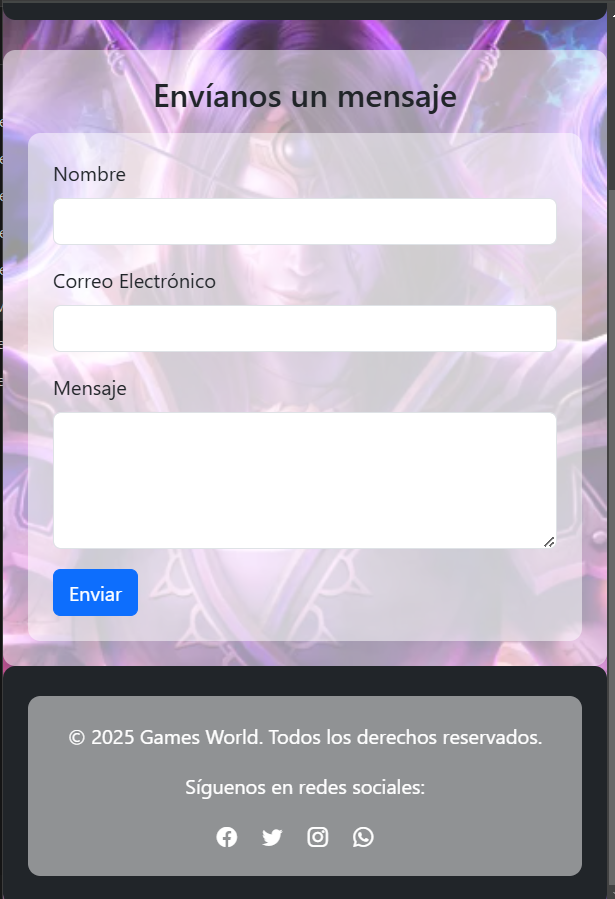 Envíanos un mensaje
Nombre
Correo Electrónico
Mensaje
Enviar
© 2025 Games World. Todos los derechos reservados.
Síguenos en redes sociales: